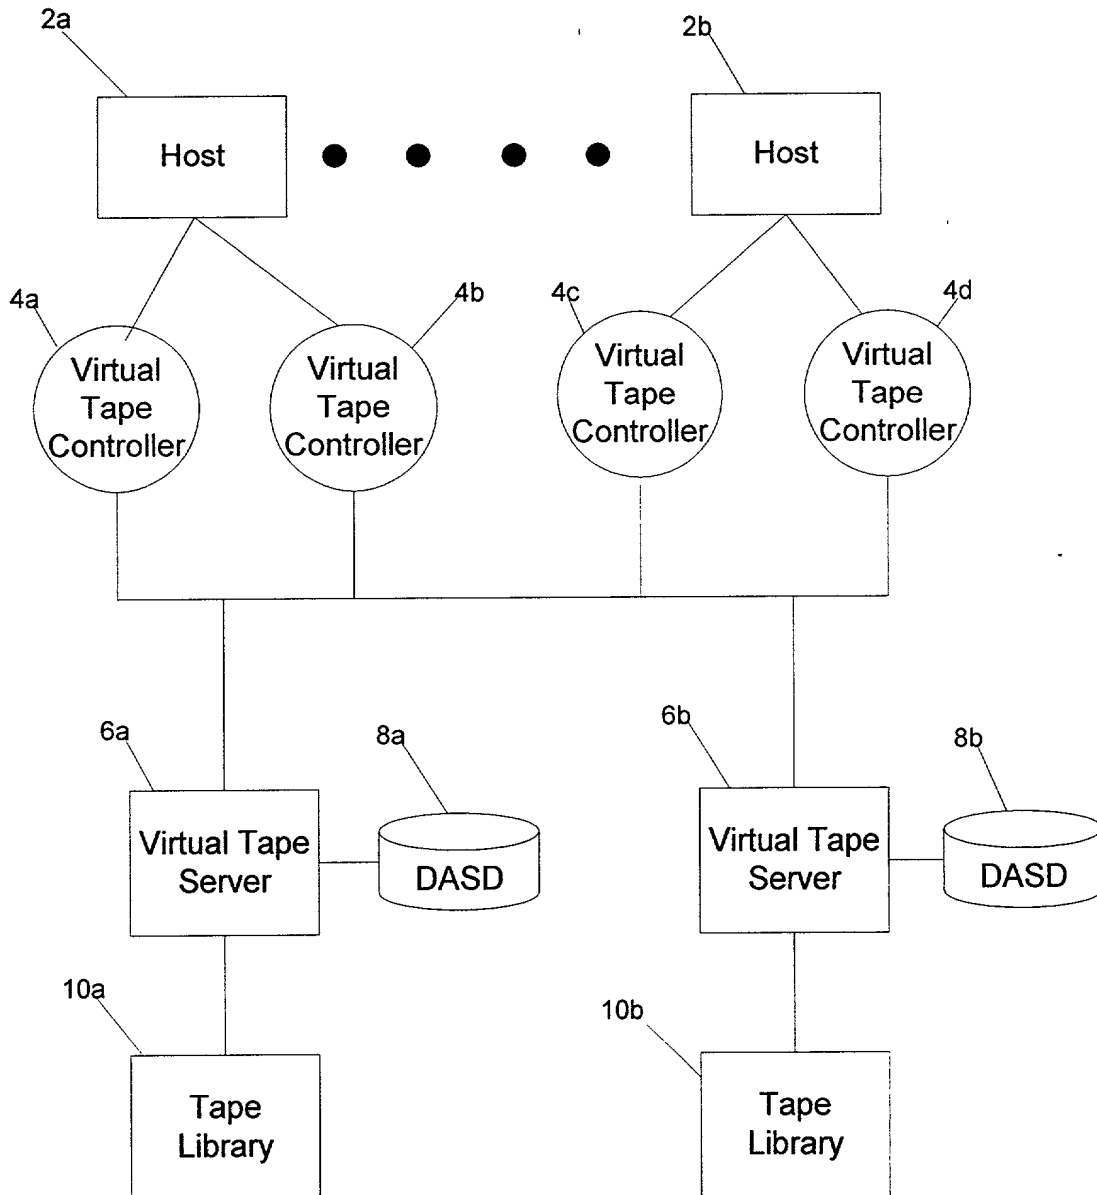 2a
2b
Host
Host
4a
4b
4c
4d
Virtual
Tape
Controller
Virtual
Tape
Controller
Virtual
Tape
Controller
Virtual
Tape
Controller
6a
8a
6b
8b
Virtual Tape
Server
DASD
Virtual Tape
Server
DASD
10a
10b
Tape
Library
Tape
Library